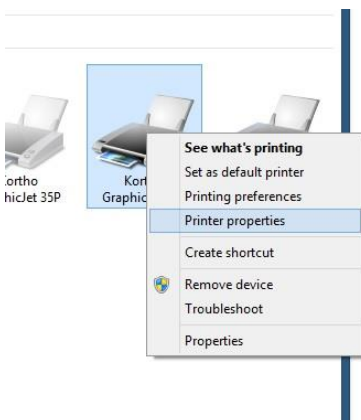 ortho
hicJet 35P
Kort
Graphic
See what's printing
Set as default printer
Printing preferences
Printer properties
Create shortcut
Remove device
Troubleshoot
Properties